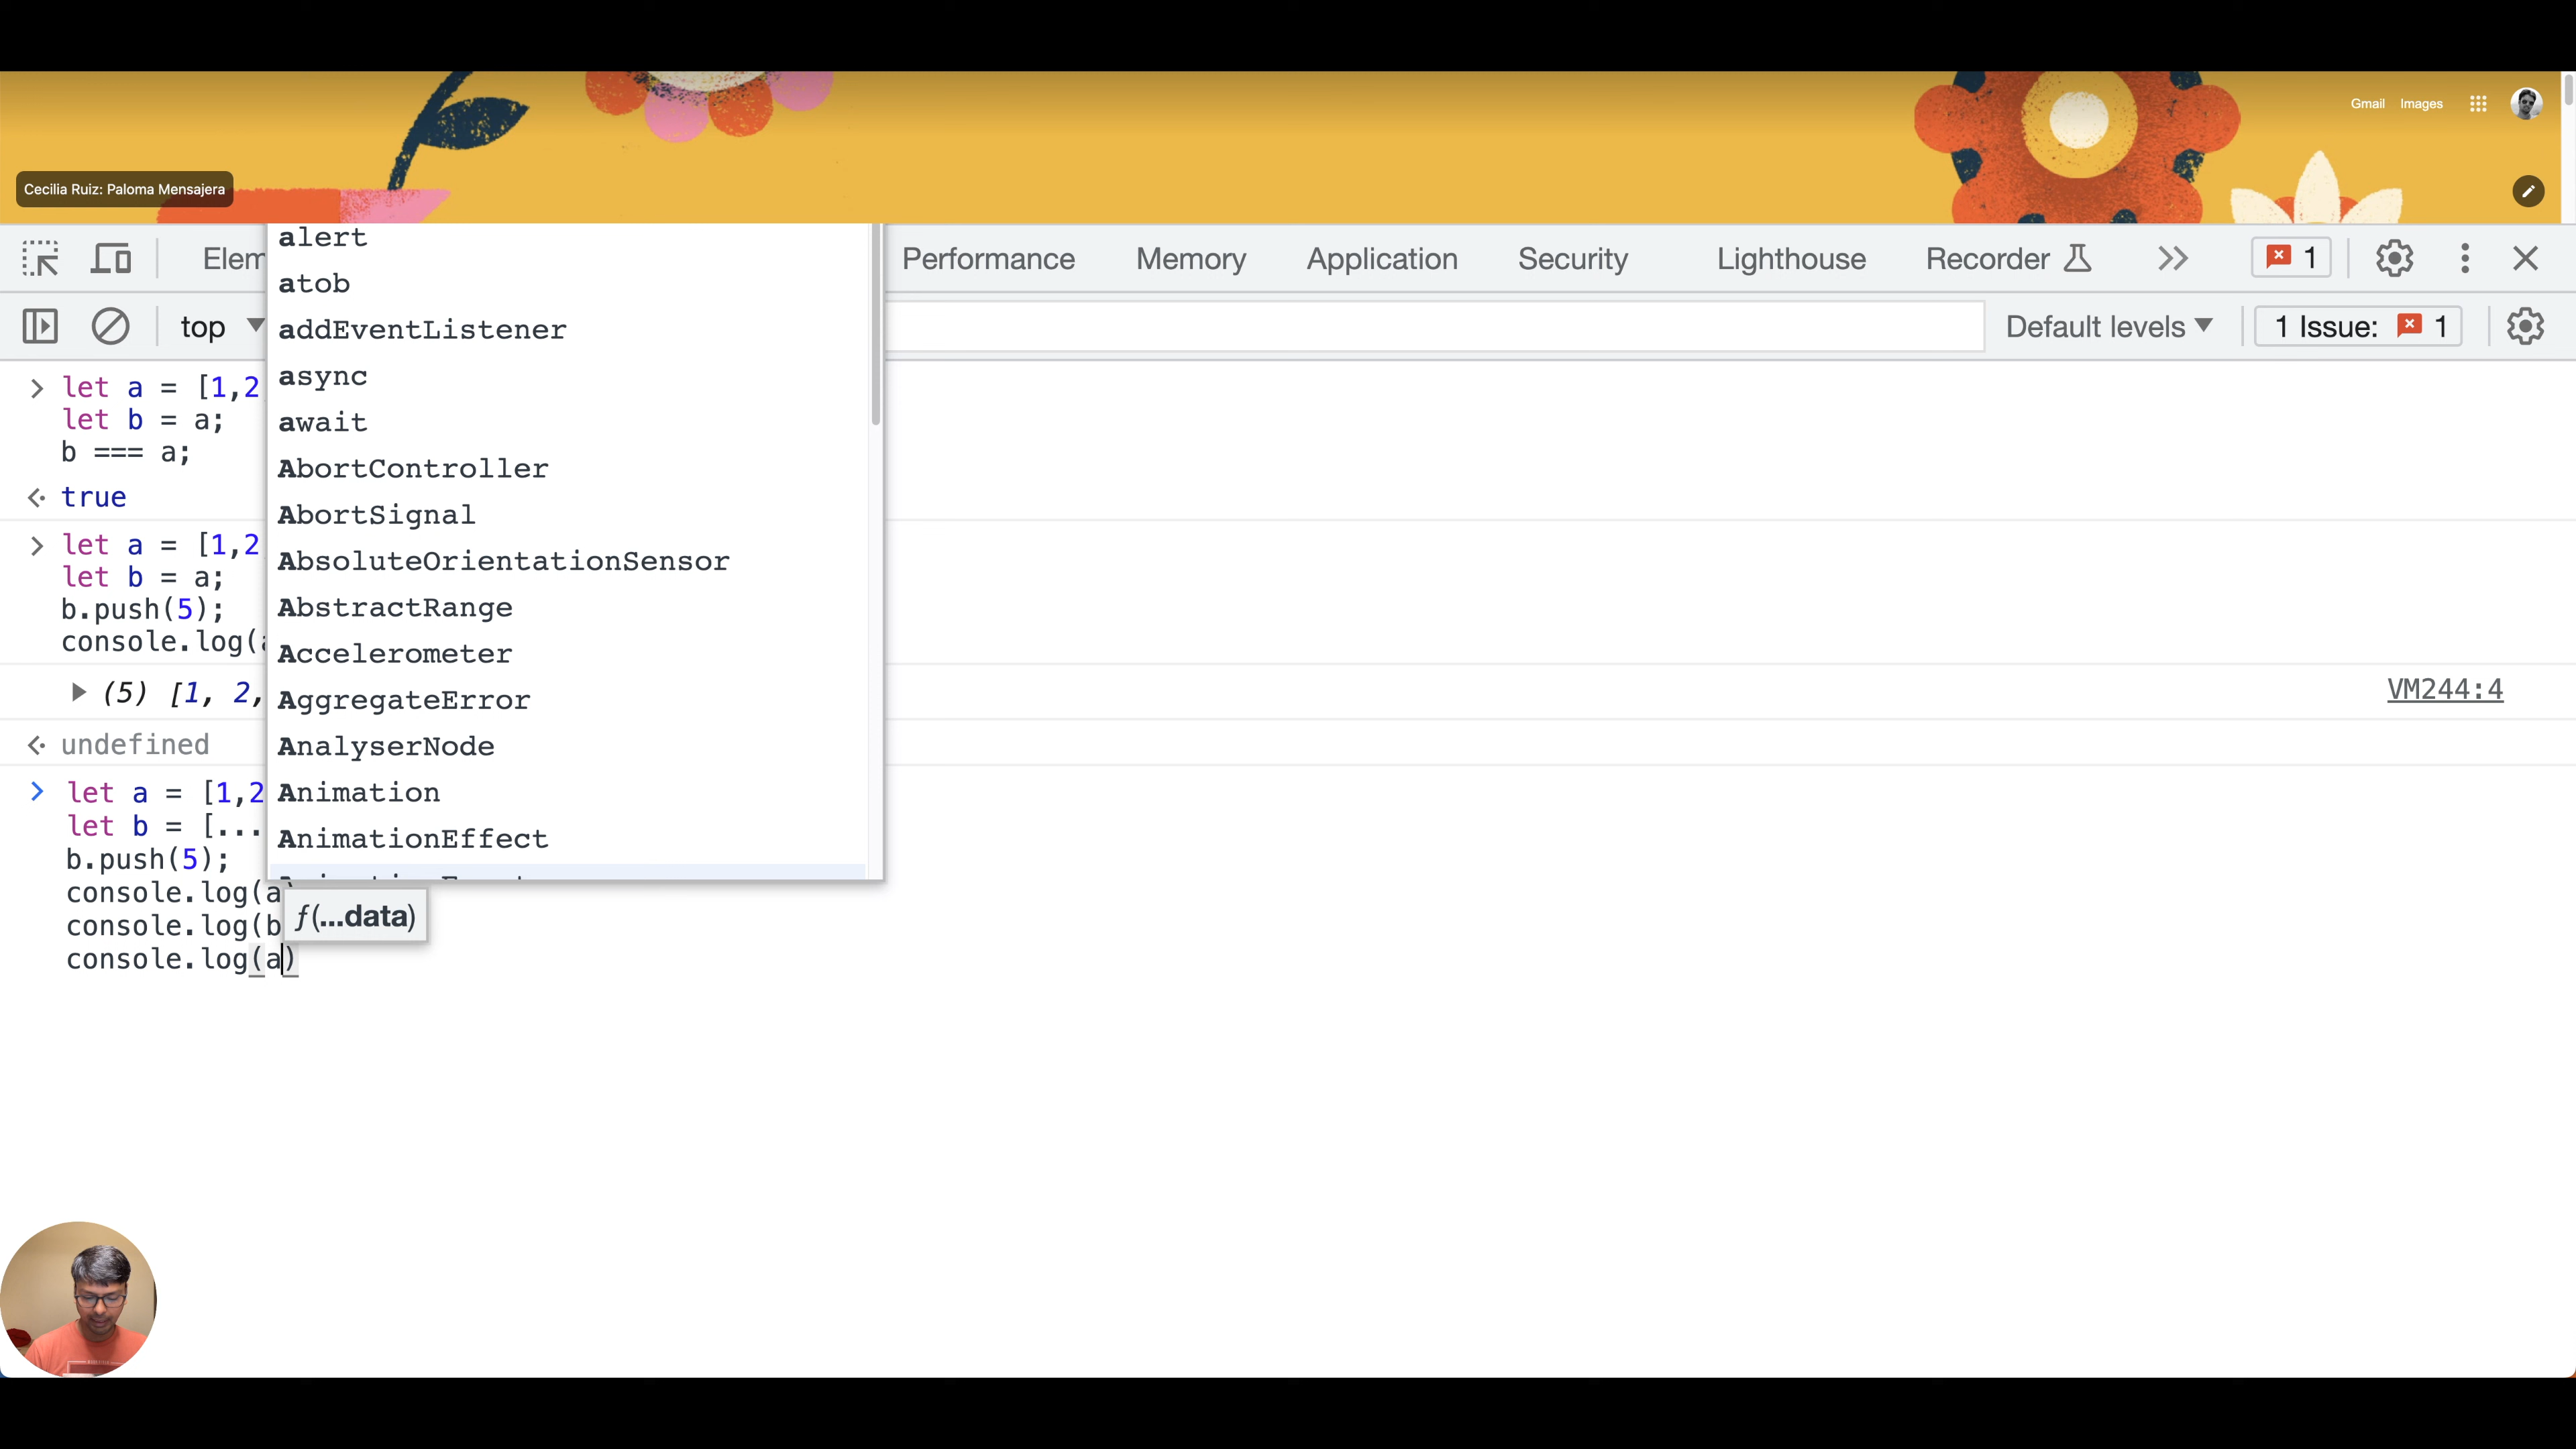 Gmail Images
Cecilia Ruiz: Paloma Mensajera
Elem
Performance Memory Application Security Lighthouse Recorder 1
top
Default levels 1 Issue: 1
alert
atob
addEventListener
async
await
AbortController
AbortSignal
AbsoluteOrientationSensor
AbstractRange
Accelerometer
AggregateError
AnalyserNode
Animation
AnimationEffect
> let a = [1,2
let b = a;
b === a;
true
> let a = [1,2
let b = a;
b.push(5);
console.log(a
(5) [1, 2,
VM244:4
undefined
> let a = [1,2
let b = [...
b.push(5);
console.log(a
console.log(b
console.log(a)
f(...data)